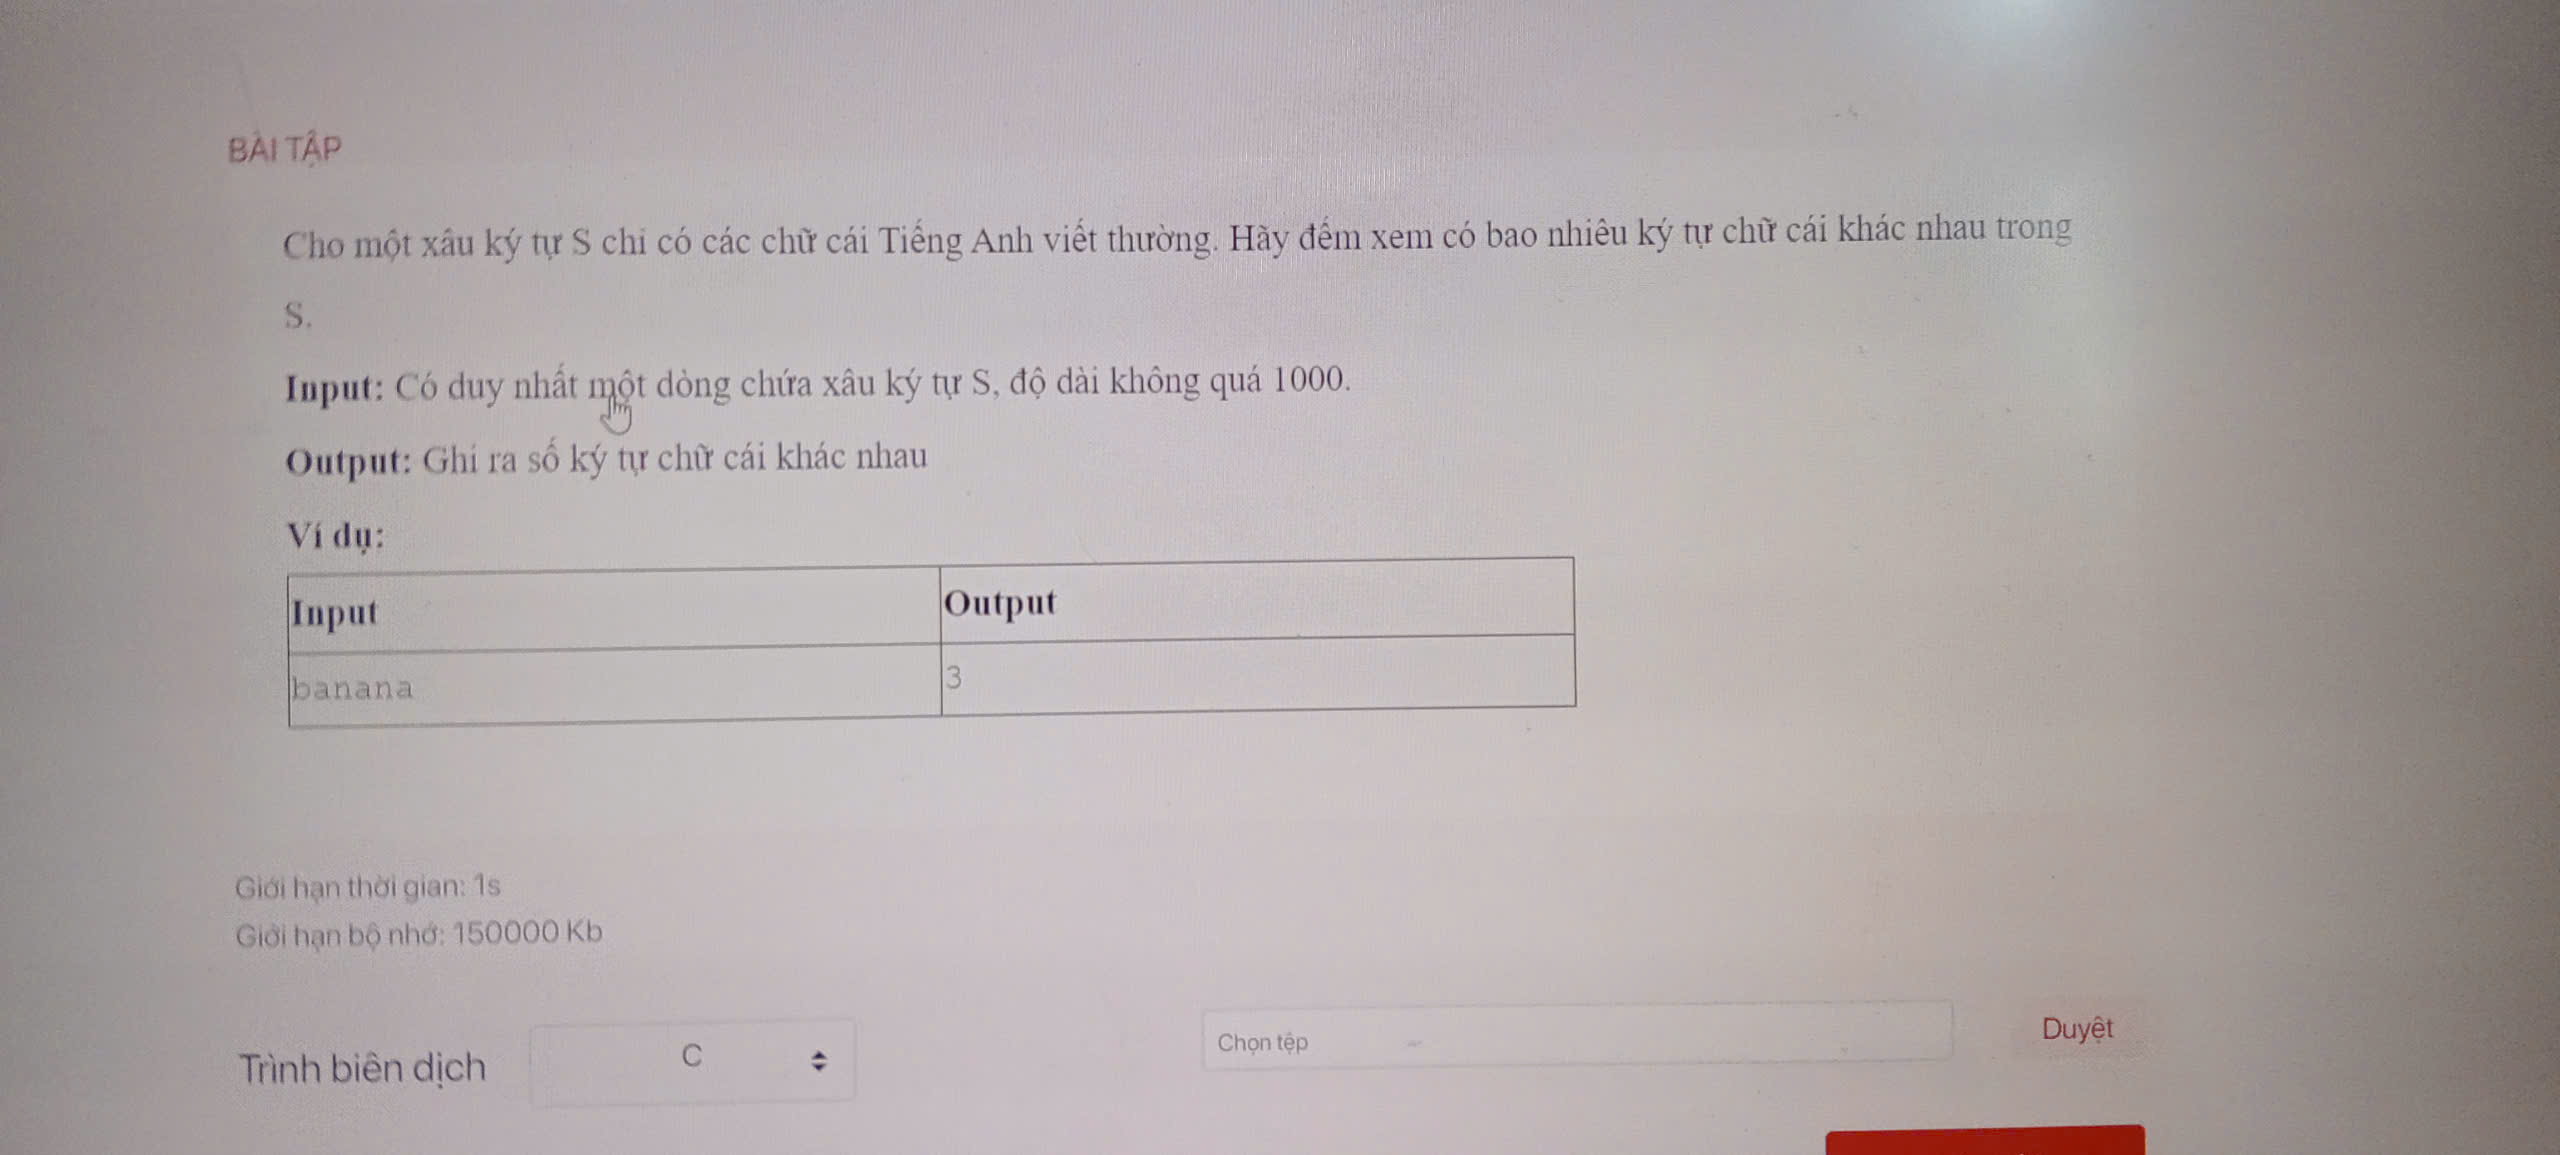 BÀI TẬP
Cho một xâu ký tự S chỉ có các chữ cái Tiếng Anh viết thường. Hãy đếm xem có bao nhiêu ký tự chữ cái khác nhau trong
S.
Input: Có duy nhất một dòng chứa xâu ký tự S, độ dài không quá 1000.
Output: Ghi ra số ký tự chữ cái khác nhau
Ví dụ:
Input Output
banana 3
Giới hạn thời gian: 1s
Giới hạn bộ nhớ: 150000 Kb
Trình biên dịch C Chọn tệp Duyệt